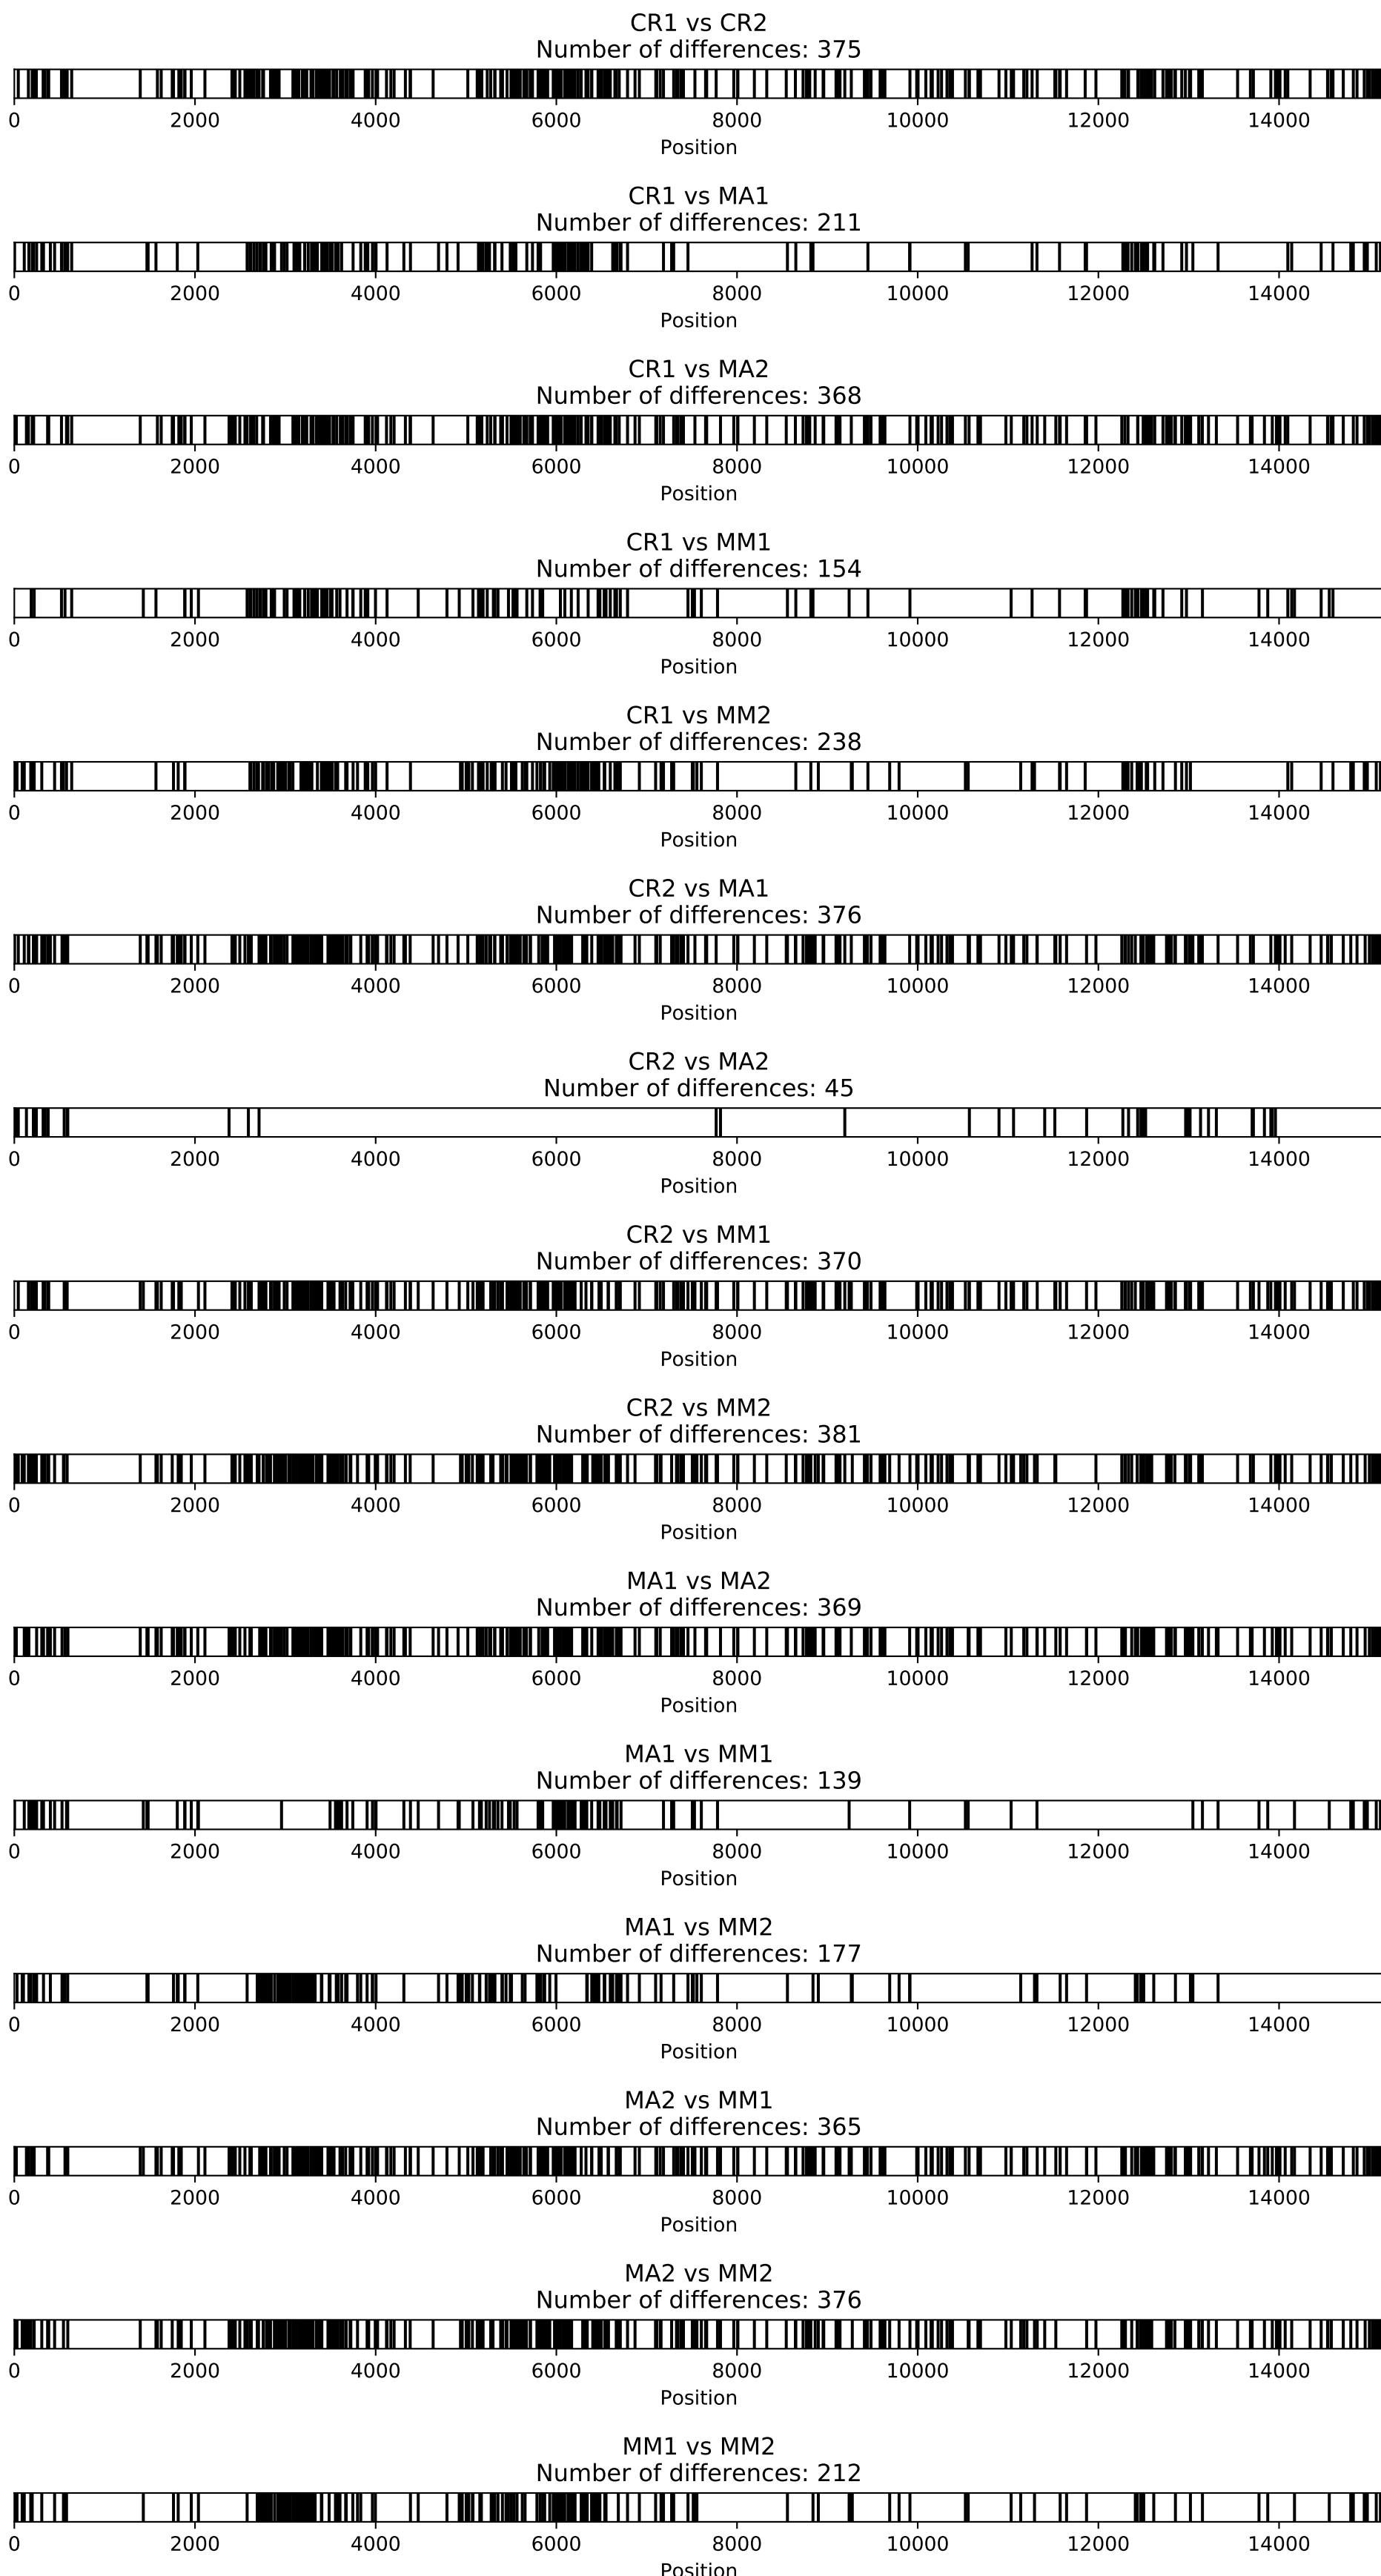 CR1 vs CR2
Number of differences: 375
0 2000 4000 6000 8000 10000 12000 14000
Position
CR1 vs MA1
Number of differences: 211
0 2000 4000 6000 8000 10000 12000 14000
Position
CR1 vs MA2
Number of differences: 368
0 2000 4000 6000 8000 10000 12000 14000
Position
CR1 vs MM1
Number of differences: 154
0 2000 4000 6000 8000 10000 12000 14000
Position
CR1 vs MM2
Number of differences: 238
0 2000 4000 6000 8000 10000 12000 14000
Position
CR2 vs MA1
Number of differences: 376
0 2000 4000 6000 8000 10000 12000 14000
Position
CR2 vs MA2
Number of differences: 45
0 2000 4000 6000 8000 10000 12000 14000
Position
CR2 vs MM1
Number of differences: 370
0 2000 4000 6000 8000 10000 12000 14000
Position
CR2 vs MM2
Number of differences: 381
0 2000 4000 6000 8000 10000 12000 14000
Position
MA1 vs MA2
Number of differences: 369
0 2000 4000 6000 8000 10000 12000 14000
Position
MA1 vs MM1
Number of differences: 139
0 2000 4000 6000 8000 10000 12000 14000
Position
MA1 vs MM2
Number of differences: 177
0 2000 4000 6000 8000 10000 12000 14000
Position
MA2 vs MM1
Number of differences: 365
0 2000 4000 6000 8000 10000 12000 14000
Position
MA2 vs MM2
Number of differences: 376
0 2000 4000 6000 8000 10000 12000 14000
Position
MM1 vs MM2
Number of differences: 212
0 2000 4000 6000 8000 10000 12000 14000
Position